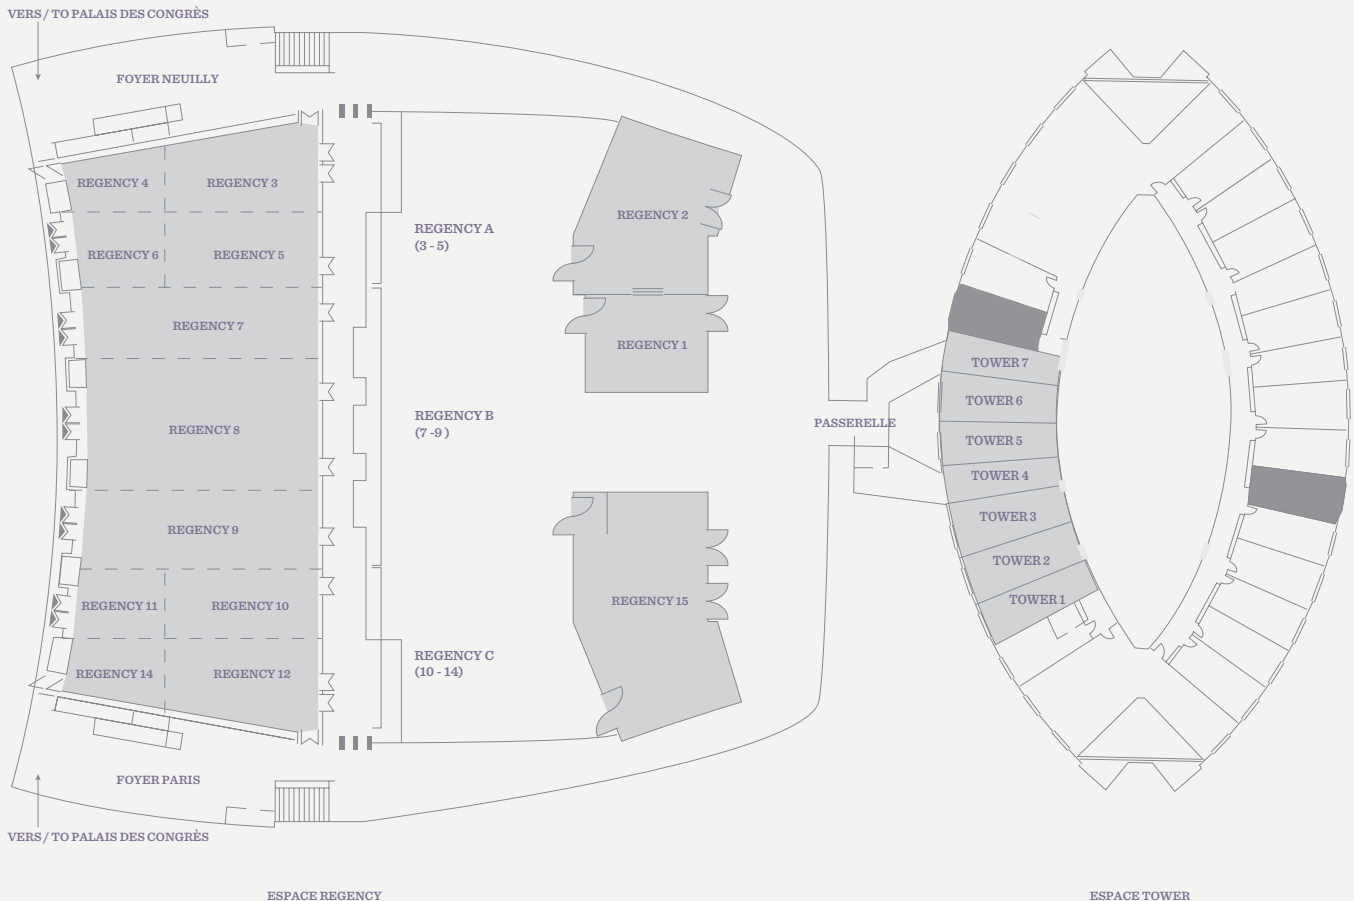 VERS / TO PALAIS DES CONGRÈS
FOYER NEUILLY
REGENCY 4
REGENCY 3
REGENCY 6
REGENCY 5
REGENCY 7
REGENCY 8
REGENCY 9
REGENCY 11
REGENCY 10
REGENCY 14
REGENCY 12
REGENCY A
(3 - 5)
REGENCY B
(7 -9 )
REGENCY C
(10 - 14)
REGENCY 2
REGENCY 1
REGENCY 15
PASSERELLE
TOWER 7
TOWER 6
TOWER 5
TOWER 4
TOWER 3
TOWER 2
TOWER 1
FOYER PARIS
VERS / TO PALAIS DES CONGRÈS
ESPACE REGENCY
ESPACE TOWER